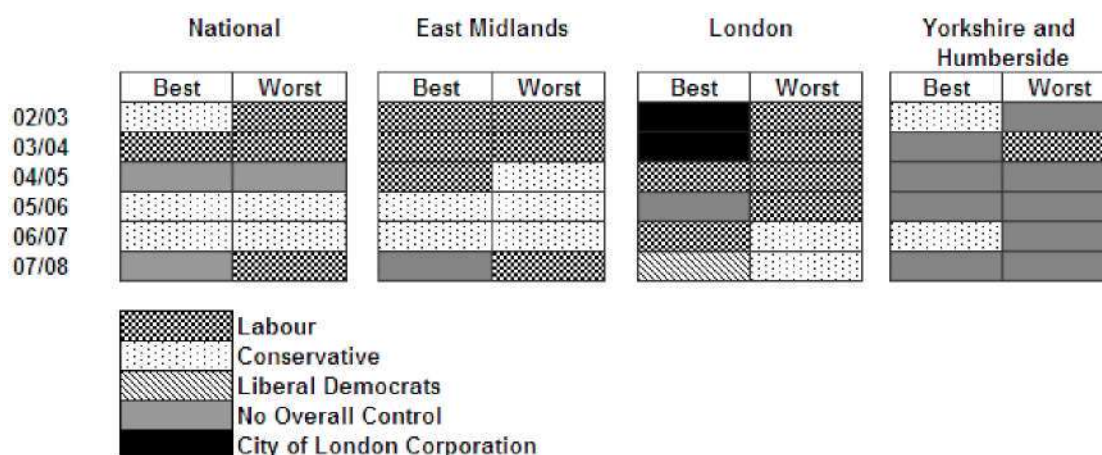 National East Midlands London Yorkshire and
Humberside
Best Worst Best Worst Best Worst Best Worst
02/03
03/04
04/05
05/06
06/07
07/08
Labour
Conservative
Liberal Democrats
No Overall Control
City of London Corporation